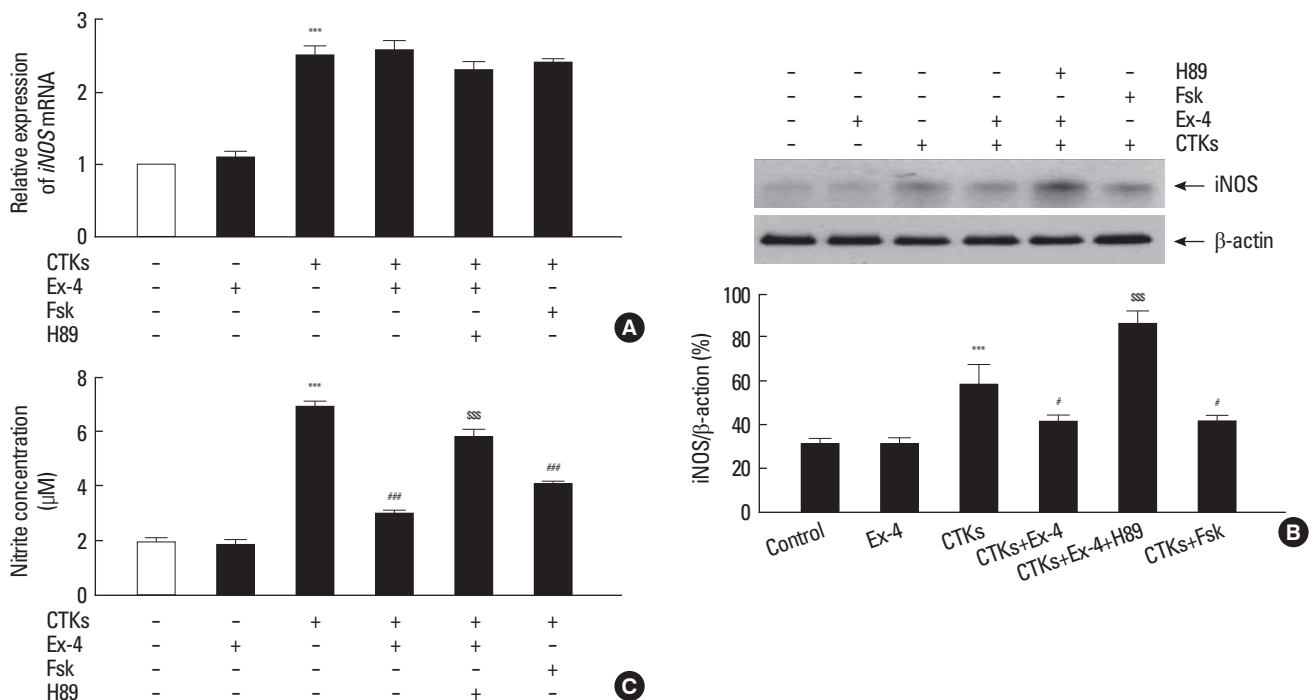 3
2
1
0
Relative expression
of iNOS mRNA
***
CTKs – – + + + +
Ex-4 – + – + + –
Fsk – – – – – +
H89 – – – – + –
A
– – – – + – H89
– – – – – + Fsk
– + – + + – Ex-4
– – + + + + CTKs
iNOS
β-actin
100
80
60
40
20
0
iNOS/β-action (%)
***
#
$$$
#
Control
Ex-4
CTKs
CTKs+Ex-4
CTKs+Ex-4+H89
CTKs+Fsk
B
8
6
4
2
0
Nitrite concentration
(μM)
***
###
$$$
###
CTKs – – + + + +
Ex-4 – + – + + –
Fsk – – – – – +
H89 – – – – + –
C